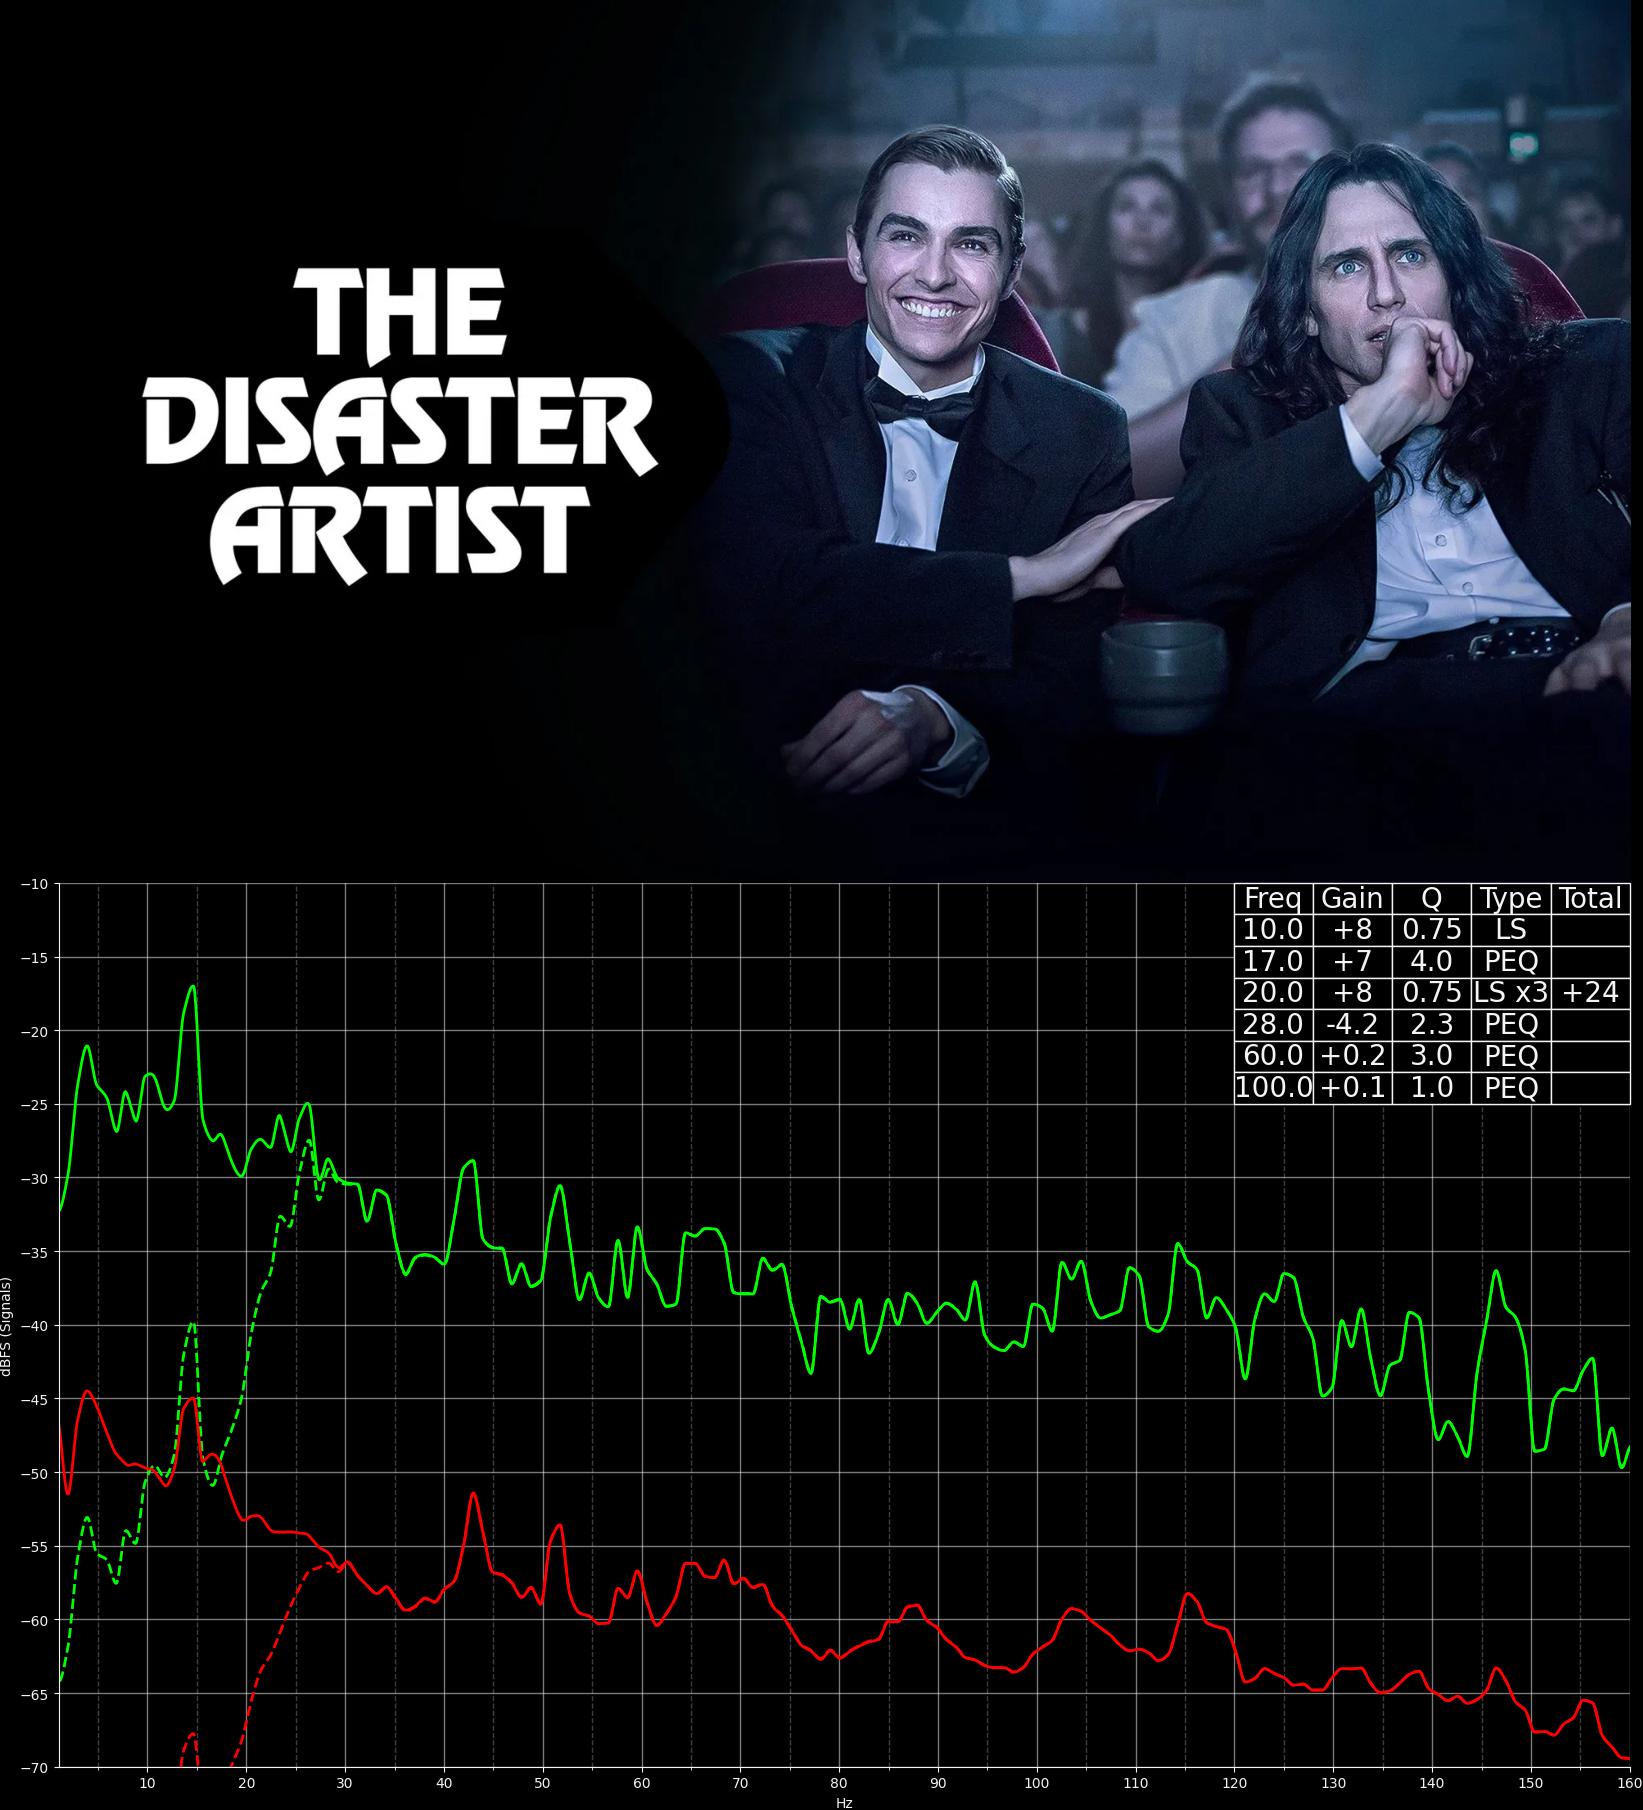 THE
DISASTER
ARTIST
Freq Gain Q Type Total
10.0 +8 0.75 LS
17.0 +7 4.0 PEQ
20.0 +8 0.75 LS x3 +24
28.0 -4.2 2.3 PEQ
60.0 +0.2 3.0 PEQ
100.0 +0.1 1.0 PEQ
−10
−15
−20
−25
−30
−35
−40
−45
−50
−55
−60
−65
−70
dBFS (Signals)
10 20 30 40 50 60 70 80 90 100 110 120 130 140 150 160
Hz